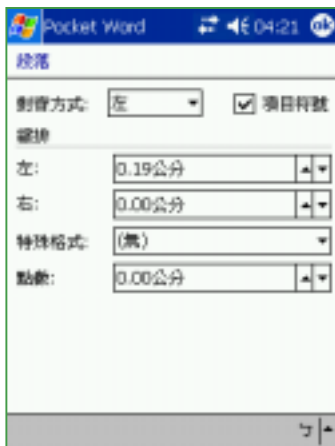 Pocket Word 04:21 ok
段落
對齊方式: 左 項目符號
縮排
左: 0.19公分
右: 0.00公分
特殊格式: (無)
點數: 0.00公分
ㄅ